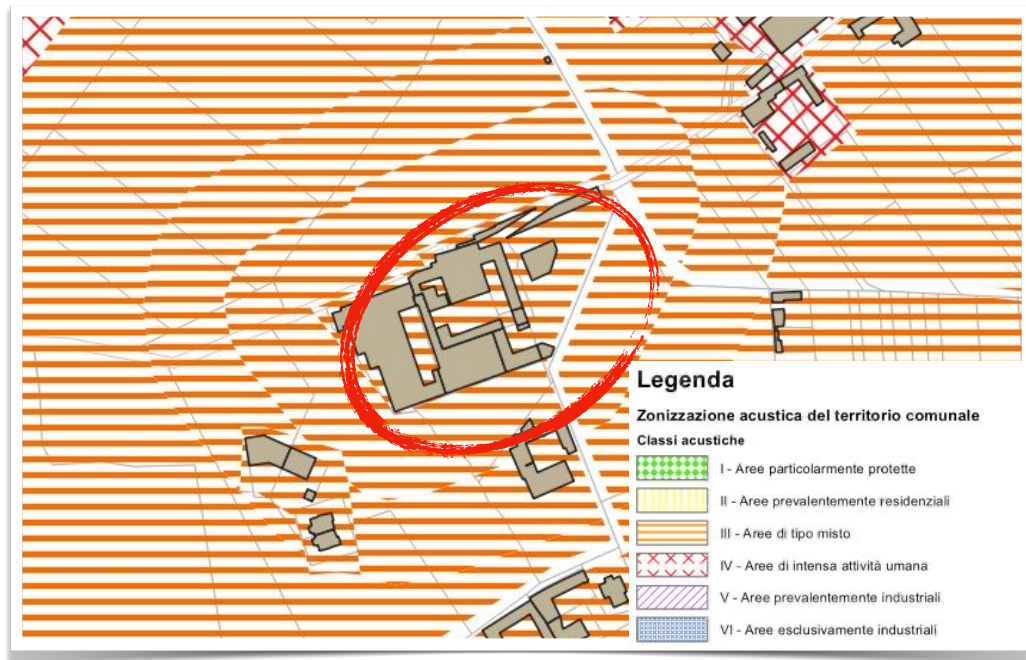 Legenda
Zonizzazione acustica del territorio comunale
Classi acustiche
I - Aree particolarmente protette
II - Aree prevalentemente residenziali
III - Aree di tipo misto
IV - Aree di intensa attività umana
V - Aree prevalentemente industriali
VI - Aree esclusivamente industriali